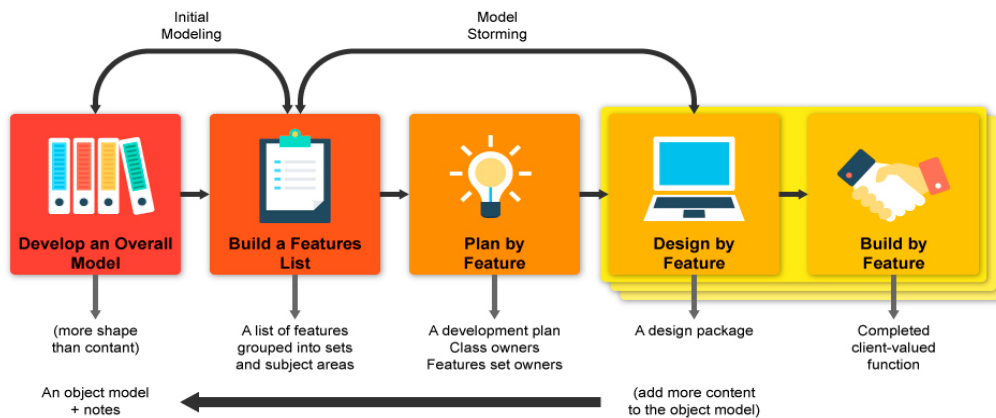 Initial
Modeling
Model
Storming
Develop an Overall
Model
Build a Features
List
Plan by
Feature
Design by
Feature
Build by
Feature
(more shape
than contant)
A list of features
grouped into sets
and subject areas
A development plan
Class owners
Features set owners
A design package
Completed
client-valued
function
An object model
+ notes
(add more content
to the object model)